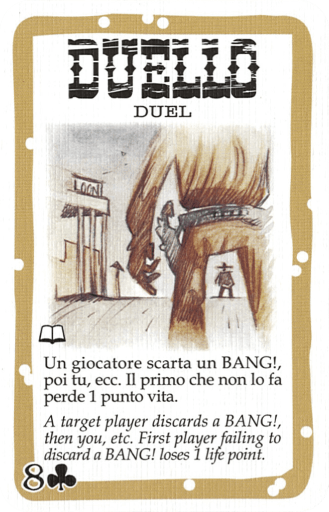 DUELLO
DUEL
LOON
Un giocatore scarta un BANG!,
poi tu, ecc. Il primo che non lo fa
perde 1 punto vita.
A target player discards a BANG!,
then you, etc. First player failing to
discard a BANG! loses 1 life point.
8♣